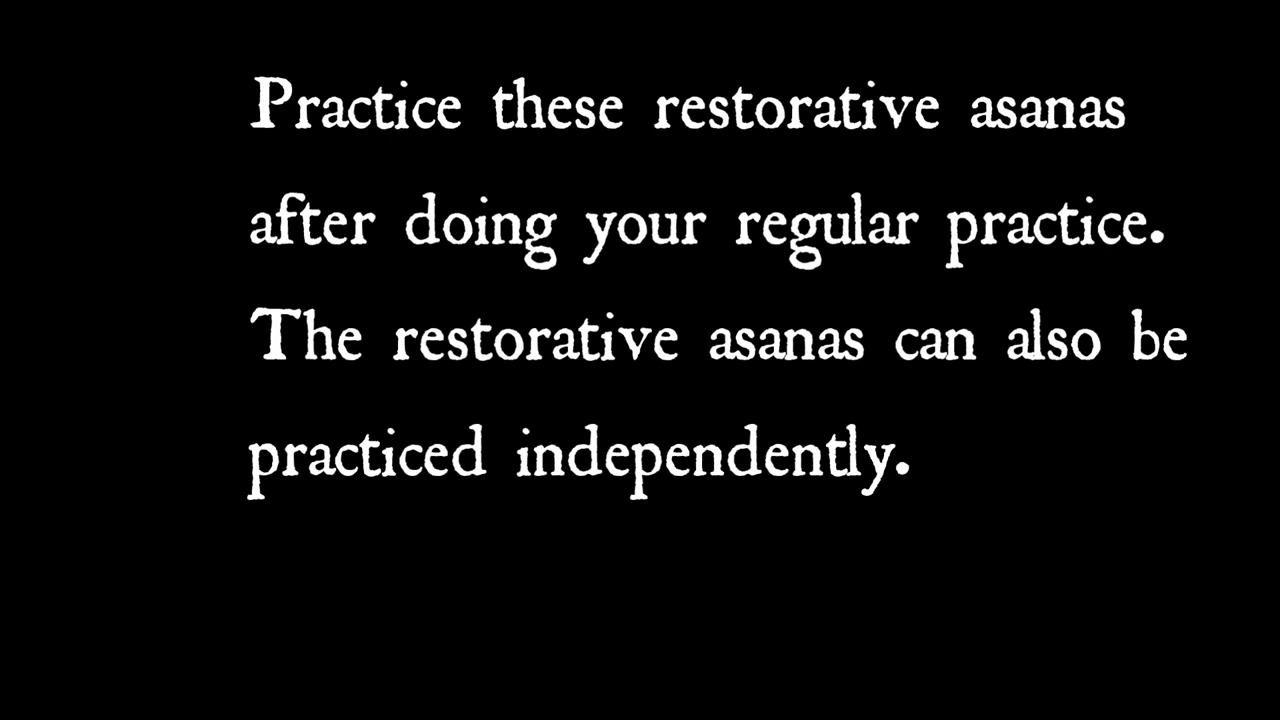 Practice these restorative asanas
after doing your regular practice.
The restorative asanas can also be
practiced independently.